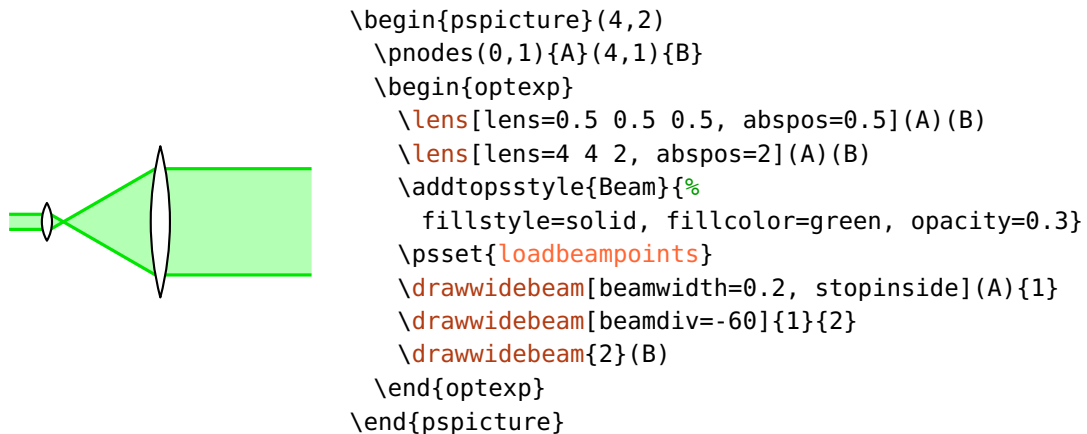 \begin{pspicture}(4,2)
\pnodes(0,1){A}(4,1){B}
\begin{optexp}
\lens[lens=0.5 0.5 0.5, abspos=0.5](A)(B)
\lens[lens=4 4 2, abspos=2](A)(B)
\addtopsstyle{Beam}{%
fillstyle=solid, fillcolor=green, opacity=0.3}
\psset{loadbeampoints}
\drawwidebeam[beamwidth=0.2, stopinside](A){1}
\drawwidebeam[beamdiv=-60]{1}{2}
\drawwidebeam{2}(B)
\end{optexp}
\end{pspicture}